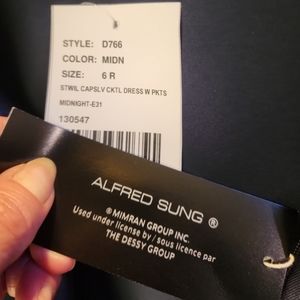 STYLE: D766
COLOR: MIDN
SIZE: 6 R
STWIL CAPSLV CKTL DRESS W PKTS
MIDNIGHT-E31
130547
ALFRED SUNG ®
® MIMRAN GROUP INC.
Used under license by / sous licence par
THE DESSY GROUP